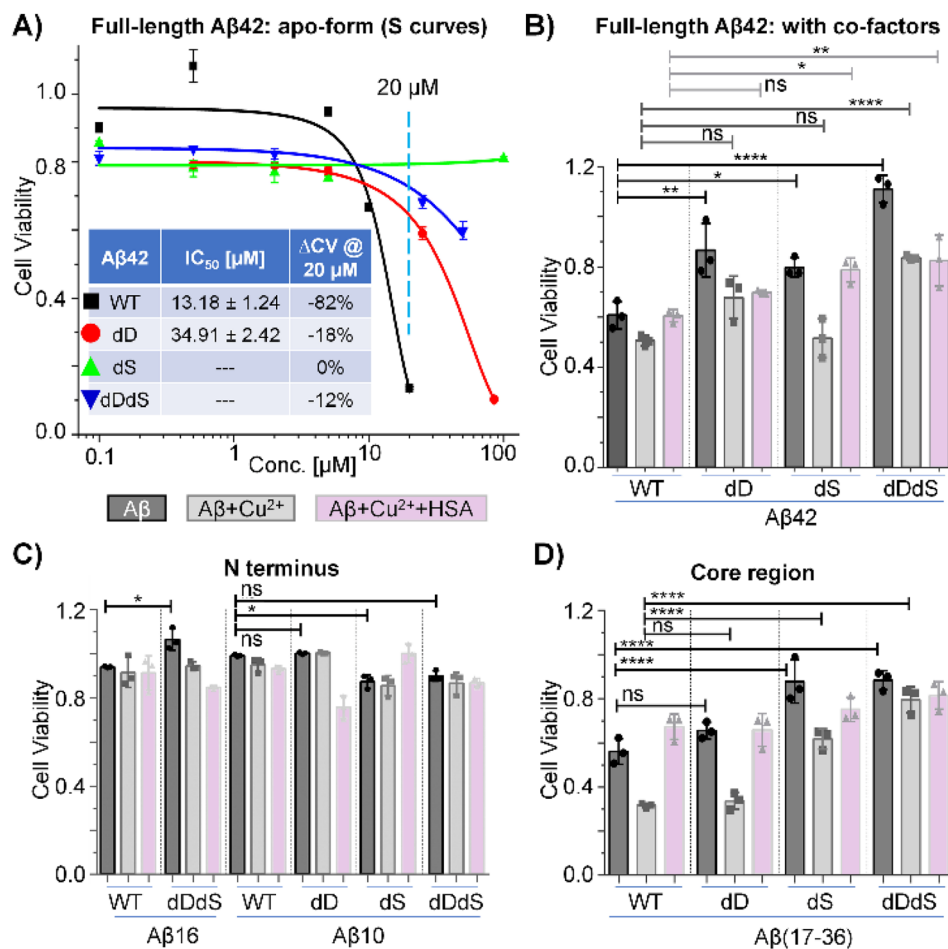 A) Full-length Aβ42: apo-form (S curves)
20 µM
1.0
0.8
0.4
0.0
Cell Viability
0.1
1
10
100
Conc. [µM]
Aβ42 IC50 [µM] ΔCV @ 20 µM
WT 13.18 ± 1.24 -82%
dD 34.91 ± 2.42 -18%
dS --- 0%
dDdS --- -12%
B) Full-length Aβ42: with co-factors
**
*
ns
****
ns
ns
****
*
**
1.2
0.8
0.4
0.0
Cell Viability
WT dD dS dDdS
Aβ42
Aβ
Aβ+Cu²⁺
Aβ+Cu²⁺+HSA
C) N terminus
ns
*
*
ns
1.2
0.8
0.4
0.0
Cell Viability
WT dDdS WT dD dS dDdS
Aβ16 Aβ10
D) Core region
****
****
ns
****
****
ns
1.2
0.8
0.4
0.0
Cell Viability
WT dD dS dDdS
Aβ(17-36)